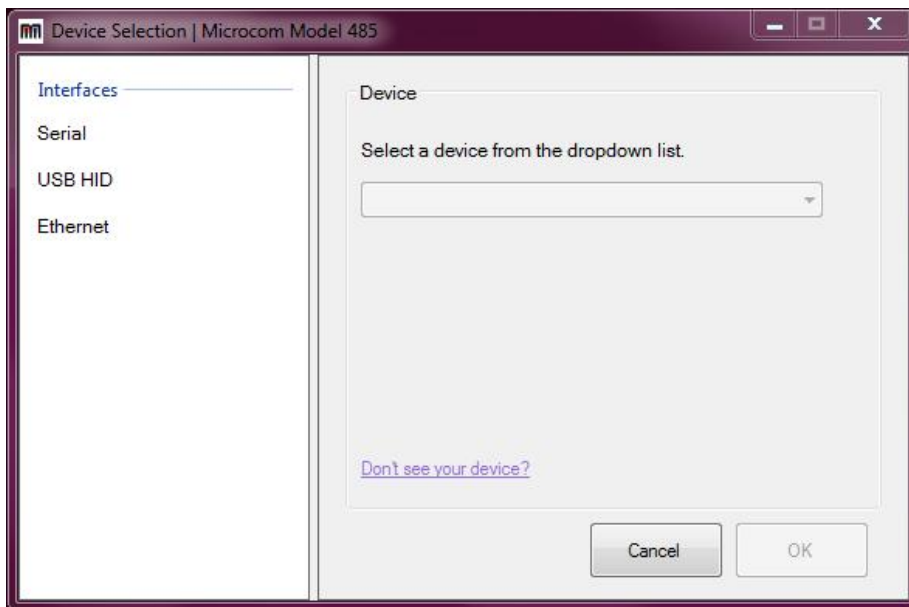 Device Selection | Microcom Model 485
Interfaces
Serial
USB HID
Ethernet
Device
Select a device from the dropdown list.
Don't see your device?
Cancel
OK